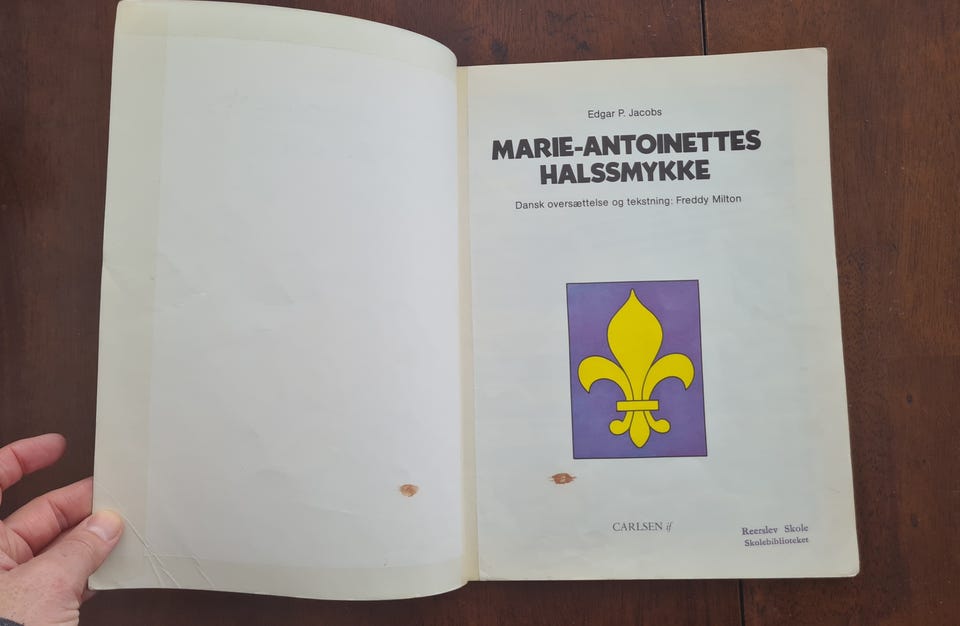 Edgar P. Jacobs
MARIE-ANTOINETTES
HALSSMYKKE
Dansk oversættelse og tekstning: Freddy Milton
CARLSEN if
Reerslev Skole
Skolebiblioteket